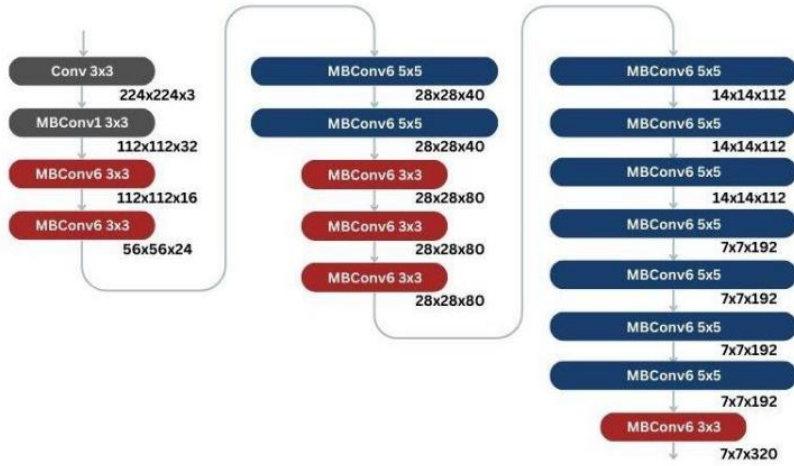 Conv 3x3
224x224x3
MBConv1 3x3
112x112x32
MBConv6 3x3
112x112x16
MBConv6 3x3
56x56x24
MBConv6 5x5
28x28x40
MBConv6 5x5
28x28x40
MBConv6 3x3
28x28x80
MBConv6 3x3
28x28x80
MBConv6 3x3
28x28x80
MBConv6 5x5
14x14x112
MBConv6 5x5
14x14x112
MBConv6 5x5
14x14x112
MBConv6 5x5
7x7x192
MBConv6 5x5
7x7x192
MBConv6 5x5
7x7x192
MBConv6 5x5
7x7x192
MBConv6 3x3
7x7x320